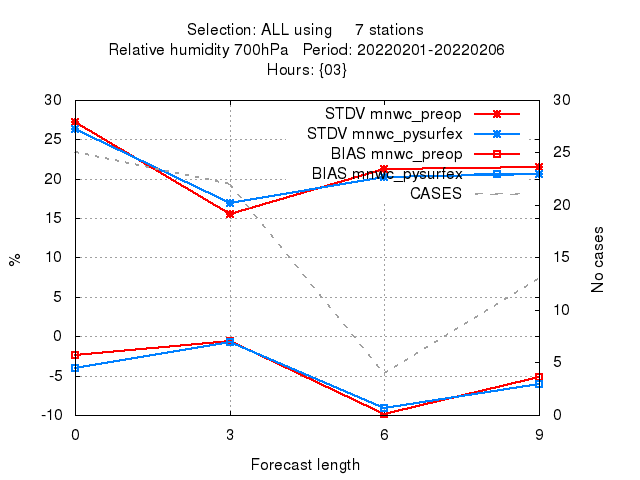 Selection: ALL using 7 stations
Relative humidity 700hPa Period: 20220201-20220206
Hours: {03}
30 30
STDV mnwc_preop
STDV mnwc_pysurfex
25 25
BIAS mnwc_preop
BIAS mnwc_pysurfex
20 20
CASES
15 15
10 10
5
0 5
-5
-10 0
%
No cases
0 3 6 9
Forecast length